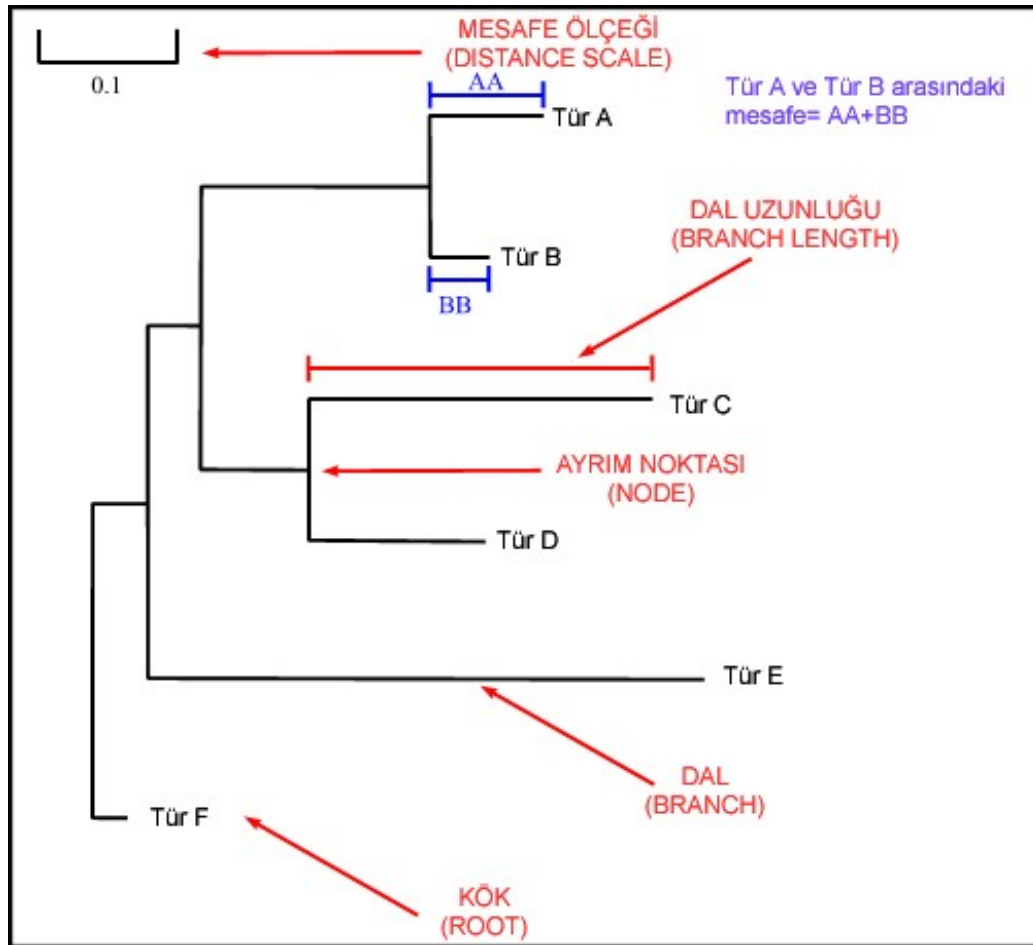 MESAFE ÖLÇEĞİ
(DISTANCE SCALE)
0.1
AA
Tür A
Tür A ve Tür B arasındaki
mesafe= AA+BB
DAL UZUNLUĞU
(BRANCH LENGTH)
Tür B
BB
Tür C
AYRIM NOKTASI
(NODE)
Tür D
Tür E
DAL
(BRANCH)
Tür F
KÖK
(ROOT)